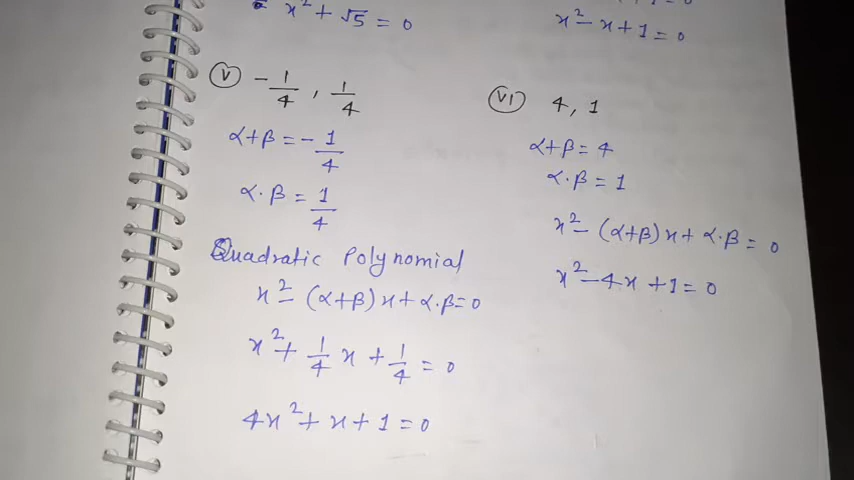 x² + √5 = 0
x² - x + 1 = 0
(v) -1/4 , 1/4
α+β = -1/4
α·β = 1/4
Quadratic Polynomial
x² - (α+β)x + α·β = 0
x² + 1/4 x + 1/4 = 0
4x² + x + 1 = 0
(vi) 4, 1
α+β = 4
α·β = 1
x² - (α+β)x + α·β = 0
x² - 4x + 1 = 0